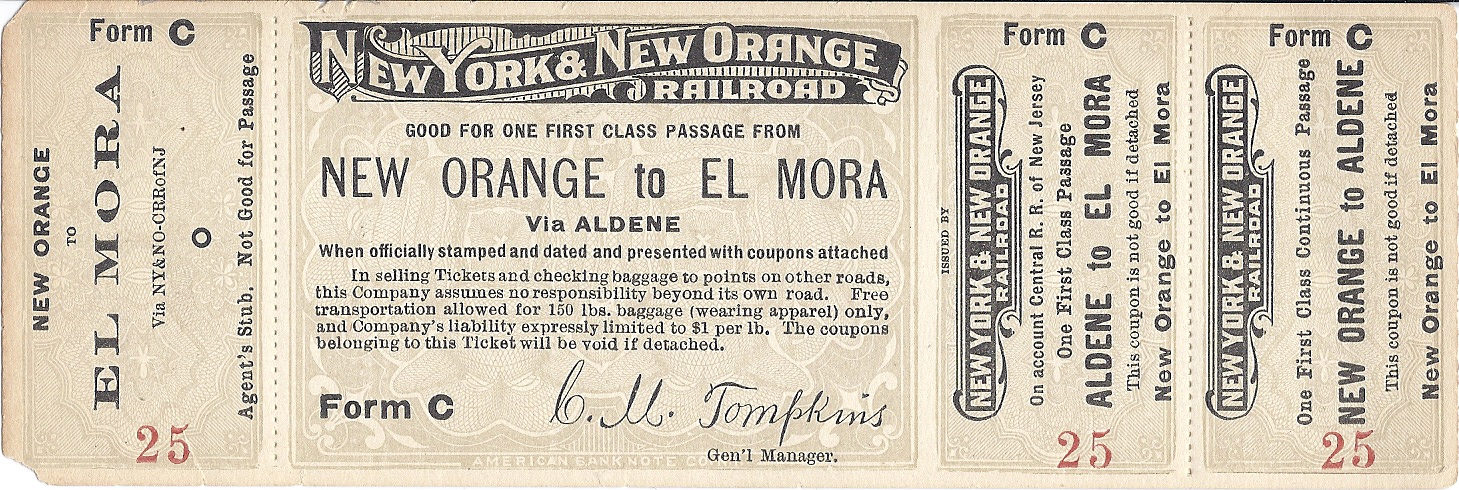 Form C
NEW ORANGE
TO
EL MORA
Via NY&NO-CRRofNJ
O
Agent's Stub. Not Good for Passage
25
NEW YORK & NEW ORANGE
RAILROAD
GOOD FOR ONE FIRST CLASS PASSAGE FROM
NEW ORANGE to EL MORA
Via ALDENE
When officially stamped and dated and presented with coupons attached
In selling Tickets and checking baggage to points on other roads,
this Company assumes no responsibility beyond its own road. Free
transportation allowed for 150 lbs. baggage (wearing apparel) only,
and Company's liability expressly limited to $1 per lb. The coupons
belonging to this Ticket will be void if detached.
Form C
C. M. Tompkins
Gen'l Manager.
AMERICAN BANK NOTE CO
Form C
ISSUED BY
NEW YORK & NEW ORANGE
RAILROAD
On account Central R. R. of New Jersey
One First Class Passage
ALDENE to EL MORA
This coupon is not good if detached
New Orange to El Mora
25
Form C
NEW YORK & NEW ORANGE
RAILROAD
One First Class Continuous Passage
NEW ORANGE to ALDENE
This coupon is not good if detached
New Orange to El Mora
25